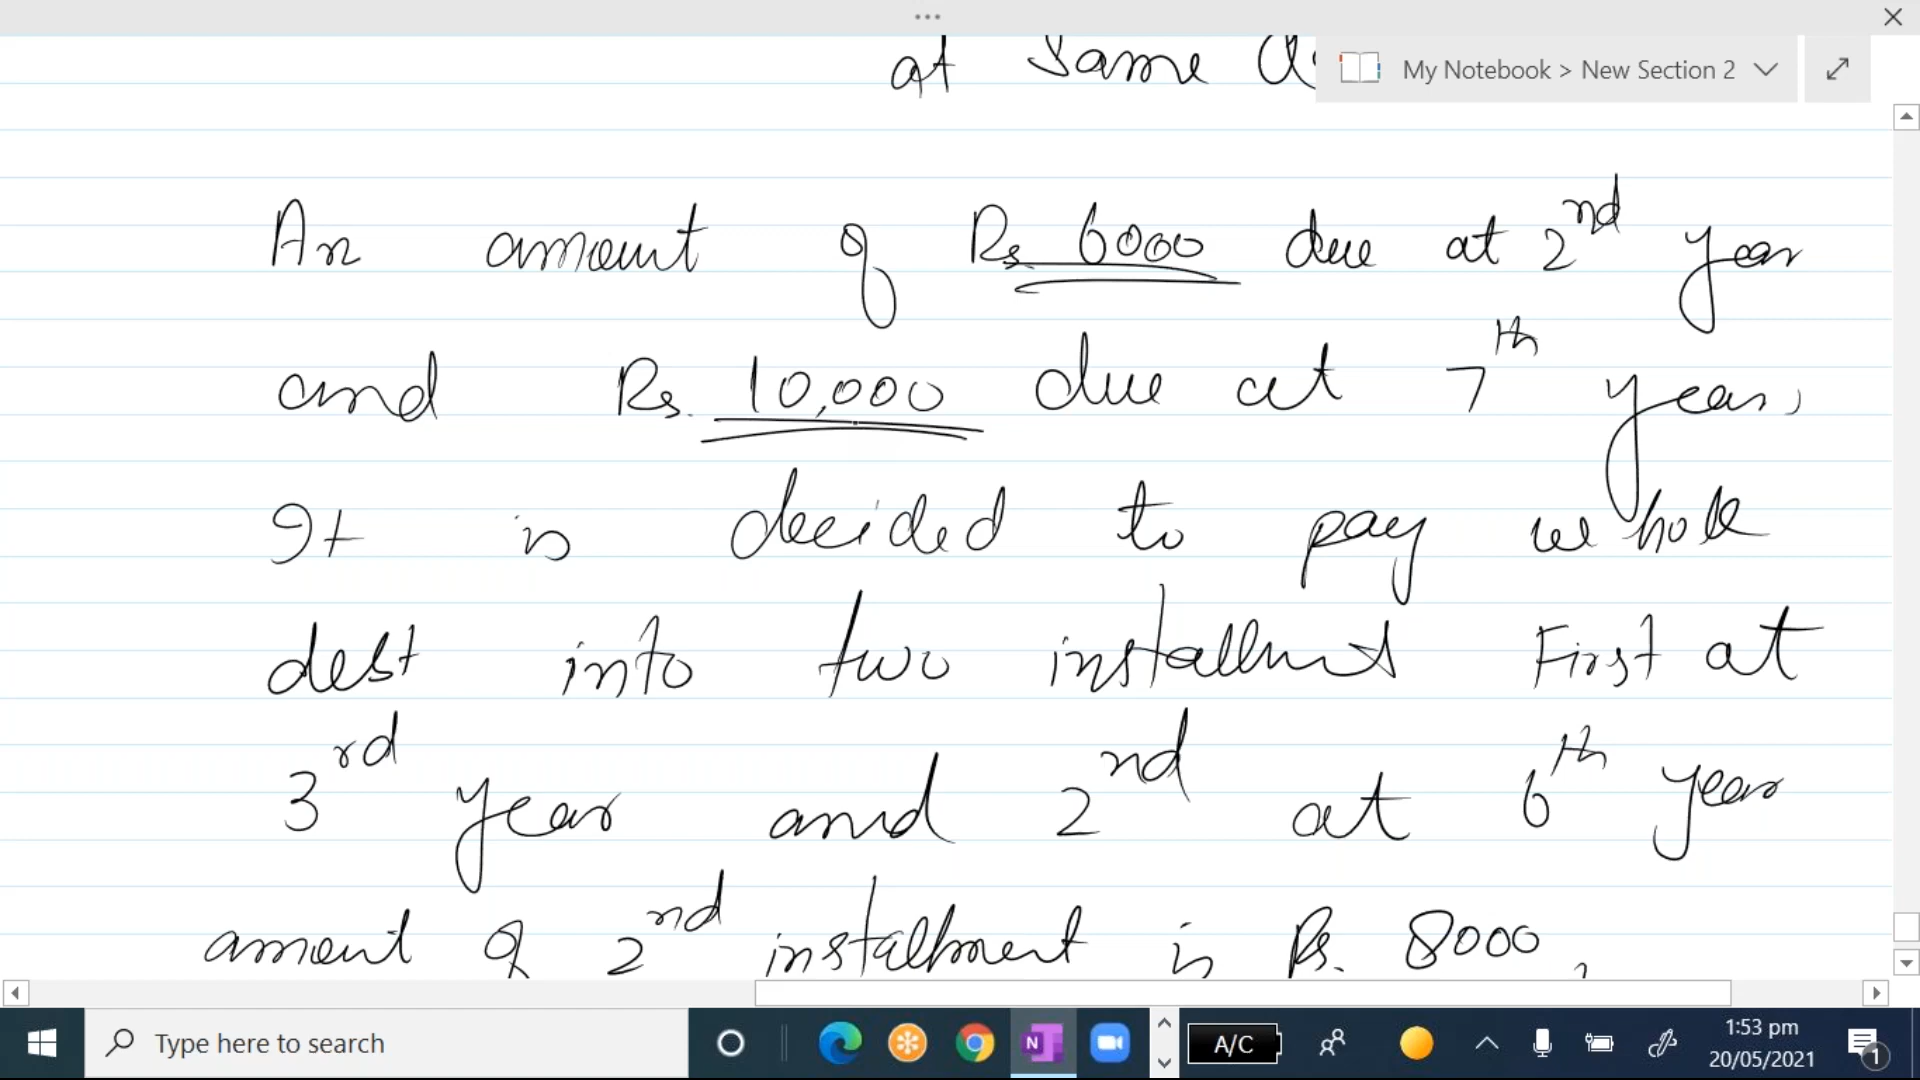 at Same
My Notebook > New Section 2
An amount of Rs 6000 due at 2nd year
and Rs. 10,000 due at 7th year,
It is decided to pay whole
debt into two installment First at
3rd year and 2nd at 6th year
amount of 2nd installment is Rs. 8000,
Type here to search
N
A/C
1:53 pm
20/05/2021
1